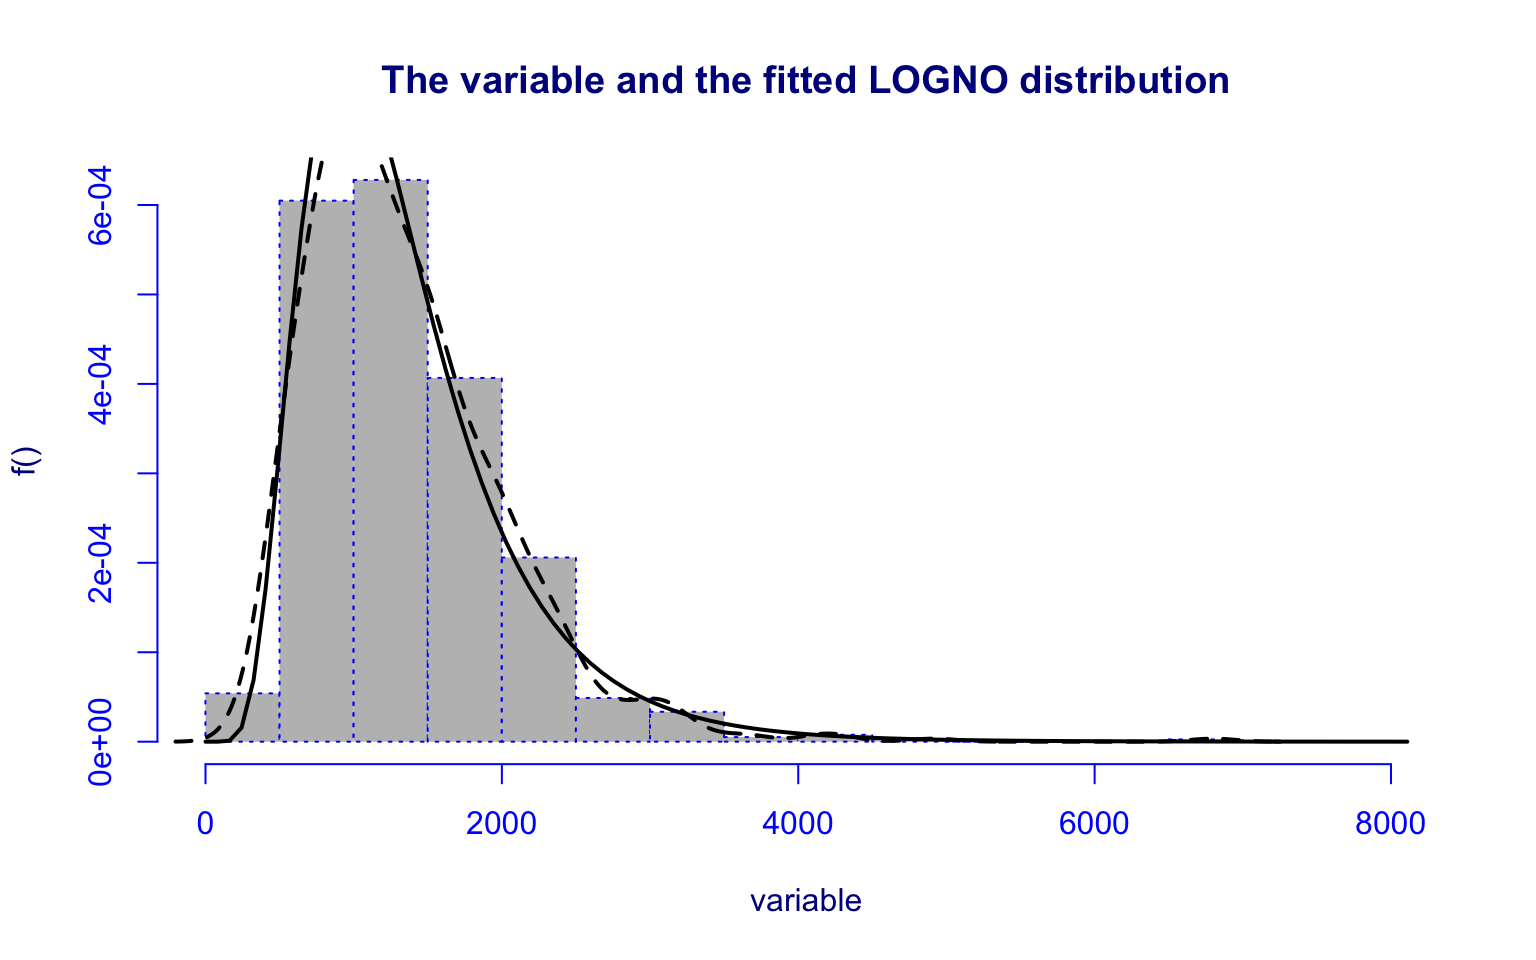 The variable and the fitted LOGNO distribution
f()
6e-04
4e-04
2e-04
0e+00
0 2000 4000 6000 8000
variable